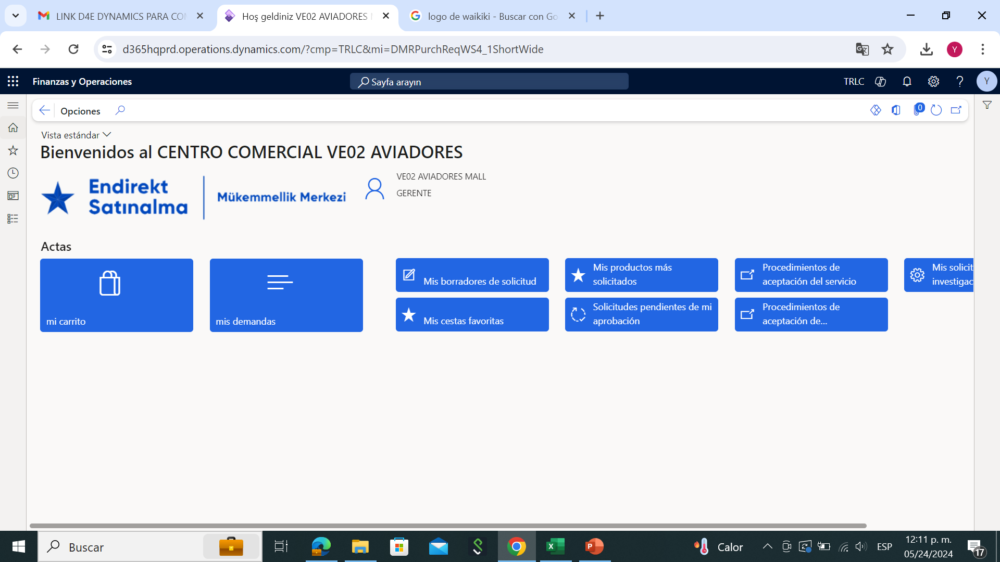 LINK D4E DYNAMICS PARA CO
Hoş geldiniz VE02 AVIADORES
logo de waikiki - Buscar con Go
d365hqprd.operations.dynamics.com/?cmp=TRLC&mi=DMRPurchReqWS4_1ShortWide
Y
Finanzas y Operaciones
Sayfa arayın
TRLC
Y
Opciones
0
Vista estándar
Bienvenidos al CENTRO COMERCIAL VE02 AVIADORES
Endirekt
Satınalma
Mükemmellik Merkezi
VE02 AVIADORES MALL
GERENTE
Actas
mi carrito
mis demandas
Mis borradores de solicitud
Mis cestas favoritas
Mis productos más
solicitados
Solicitudes pendientes de mi
aprobación
Procedimientos de
aceptación del servicio
Procedimientos de
aceptación de...
Mis solicit
investigac
Buscar
Calor
ESP
12:11 p. m.
05/24/2024
17